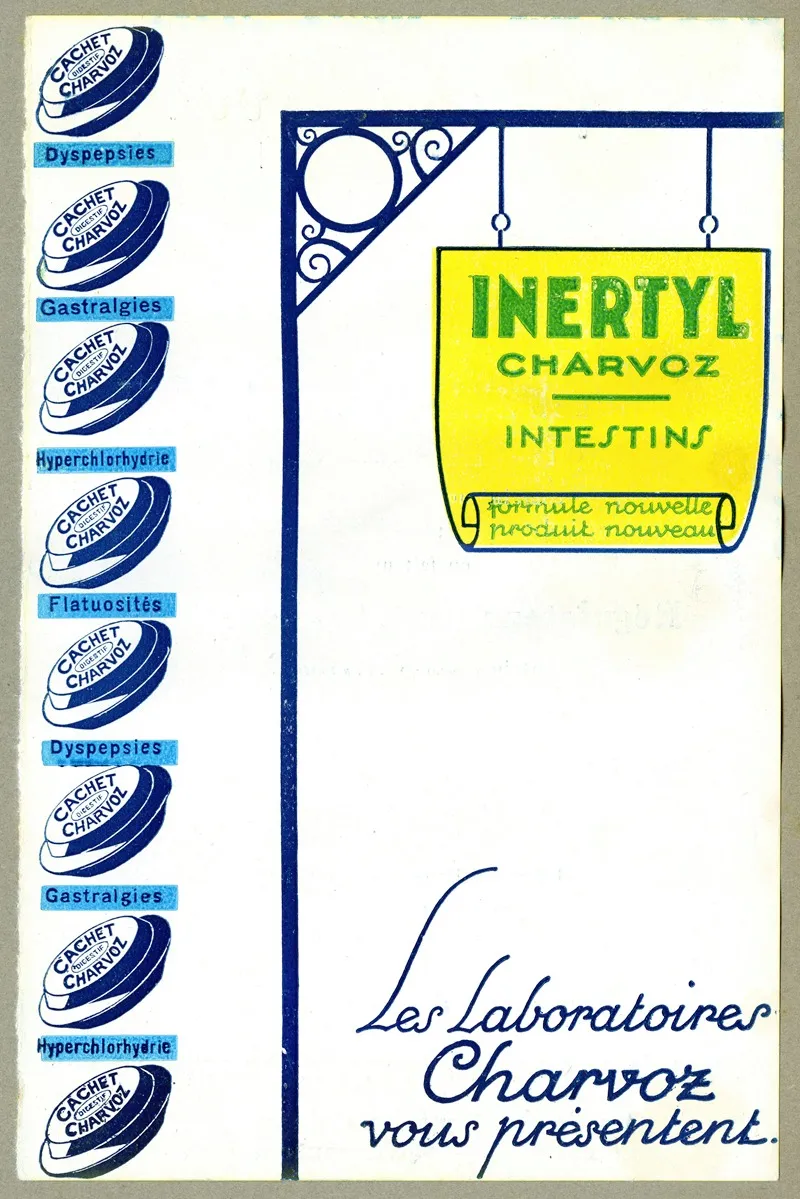 CACHET
DIGESTIF
CHARVOZ
Dyspepsies
CACHET
DIGESTIF
CHARVOZ
Gastralgies
CACHET
DIGESTIF
CHARVOZ
Hyperchlorhydrie
CACHET
DIGESTIF
CHARVOZ
Flatuosités
CACHET
DIGESTIF
CHARVOZ
Dyspepsies
CACHET
DIGESTIF
CHARVOZ
Gastralgies
CACHET
DIGESTIF
CHARVOZ
Hyperchlorhydrie
CACHET
DIGESTIF
CHARVOZ
INERTYL
CHARVOZ
INTESTINS
formule nouvelle
produit nouveau
Les Laboratoires
Charvoz
vous présentent.